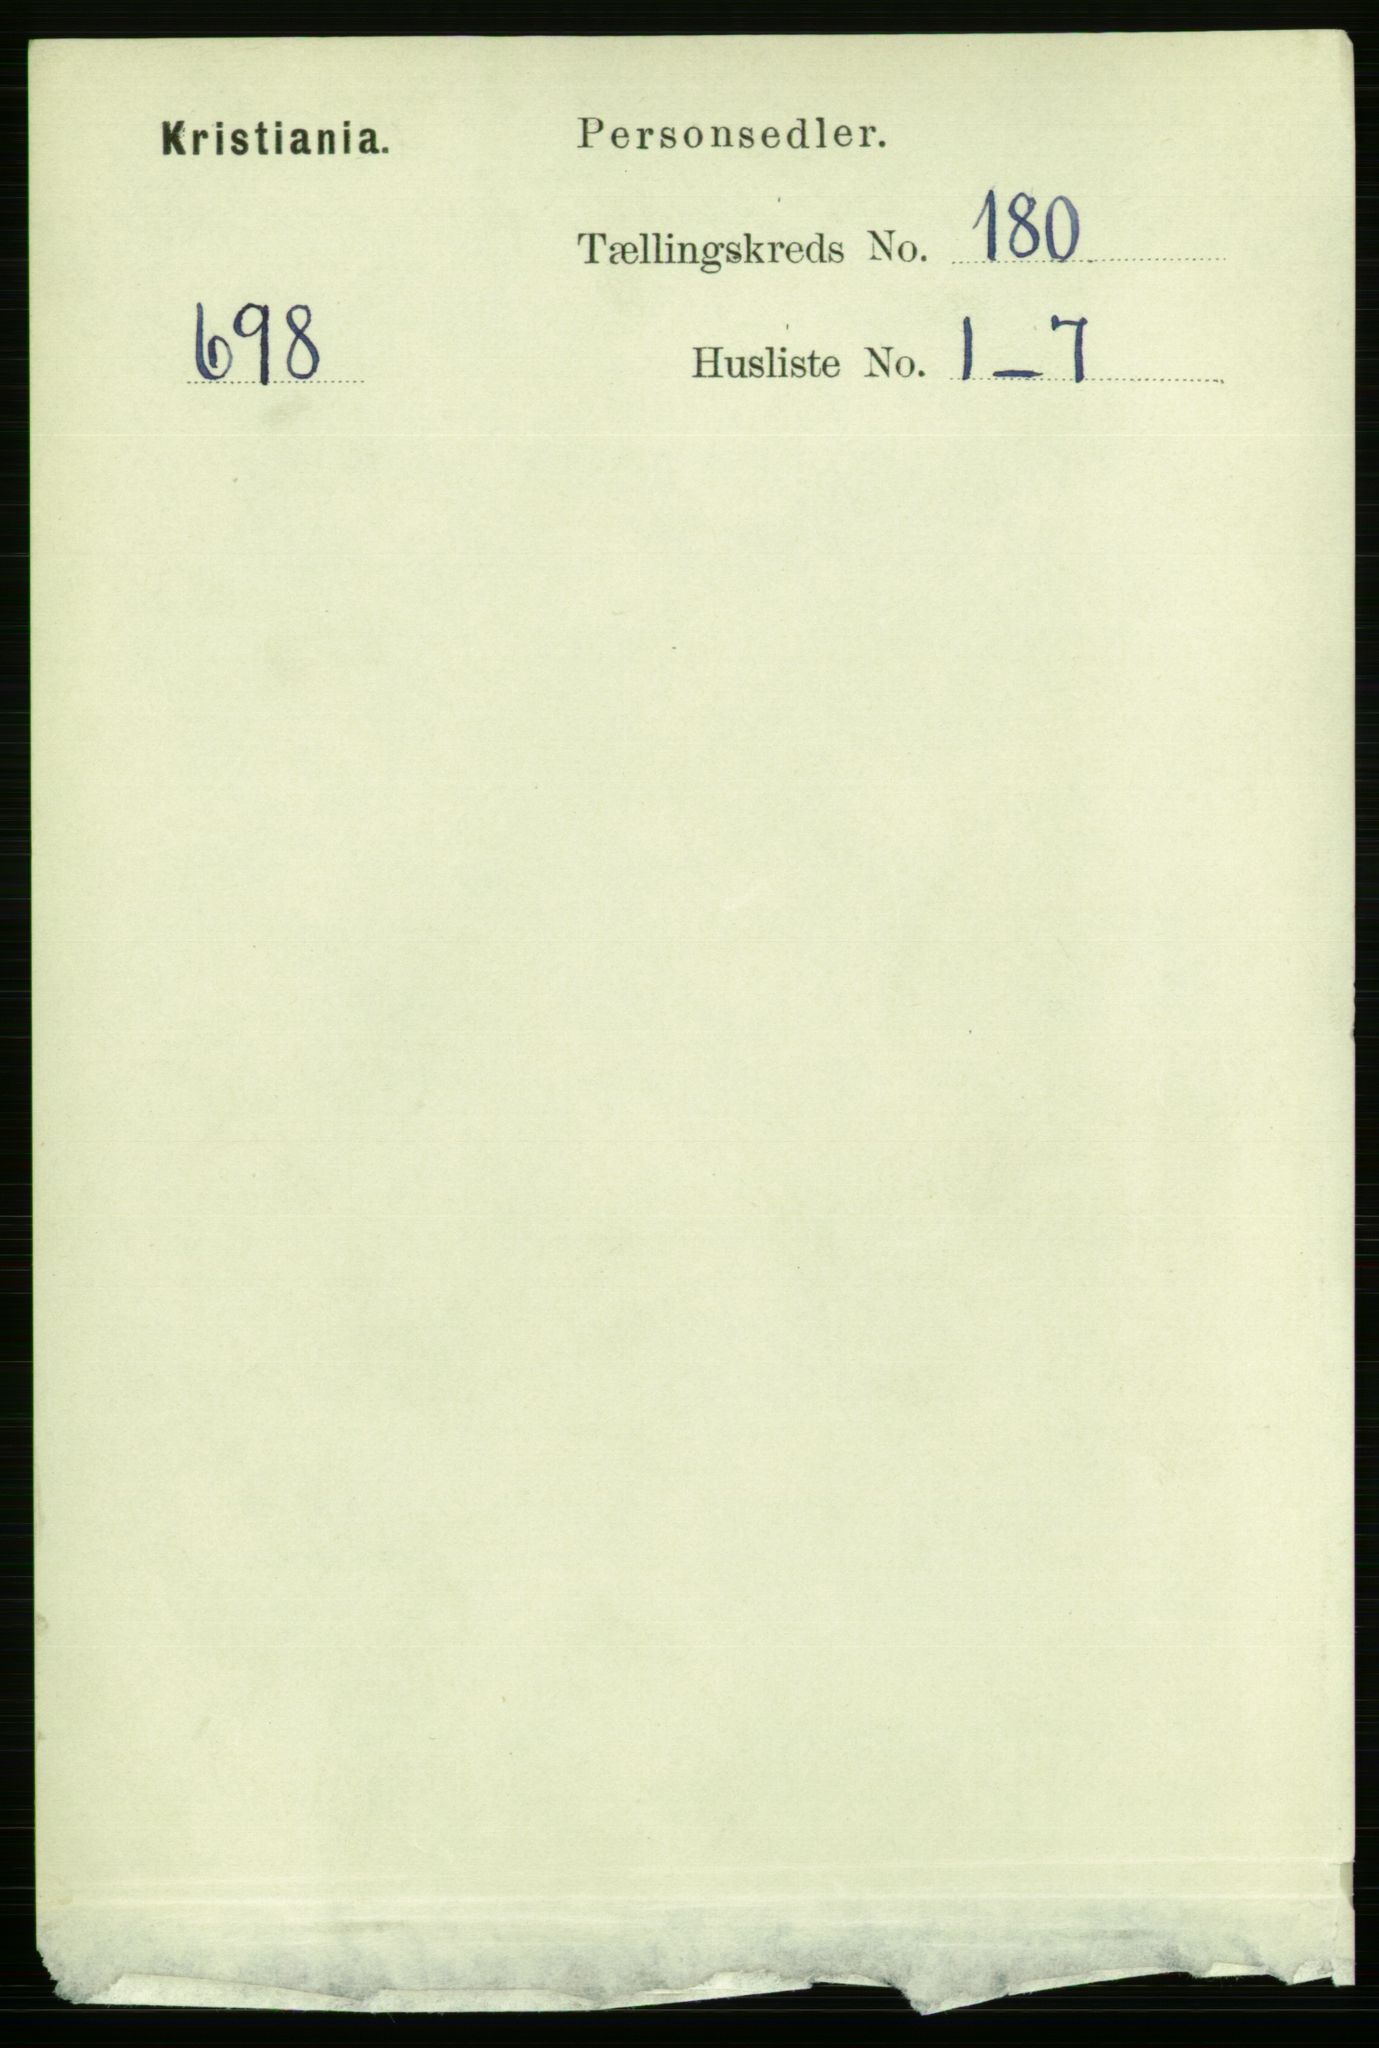 Kristiania.
Personsedler.
Tællingskreds No. 180
698
Husliste No. 1-7